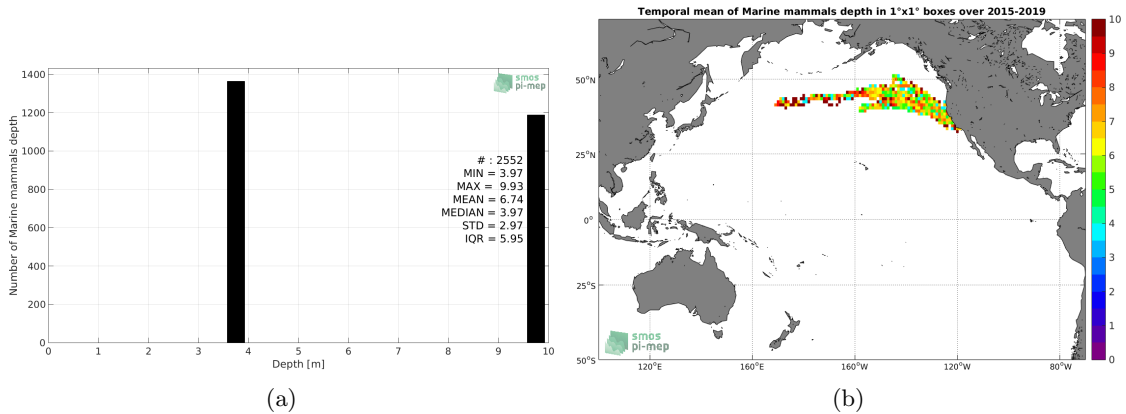 smos
pi-mep
1400
1200
1000
800
600
400
200
0
Number of Marine mammals depth
# : 2552
MIN = 3.97
MAX = 9.93
MEAN = 6.74
MEDIAN = 3.97
STD = 2.97
IQR = 5.95
0 1 2 3 4 5 6 7 8 9 10
Depth [m]
(a)
Temporal mean of Marine mammals depth in 1°x1° boxes over 2015-2019
50°N
25°N
0°
25°S
50°S
120°E 160°E 160°W 120°W 80°W
smos
pi-mep
10
9
8
7
6
5
4
3
2
1
0
(b)